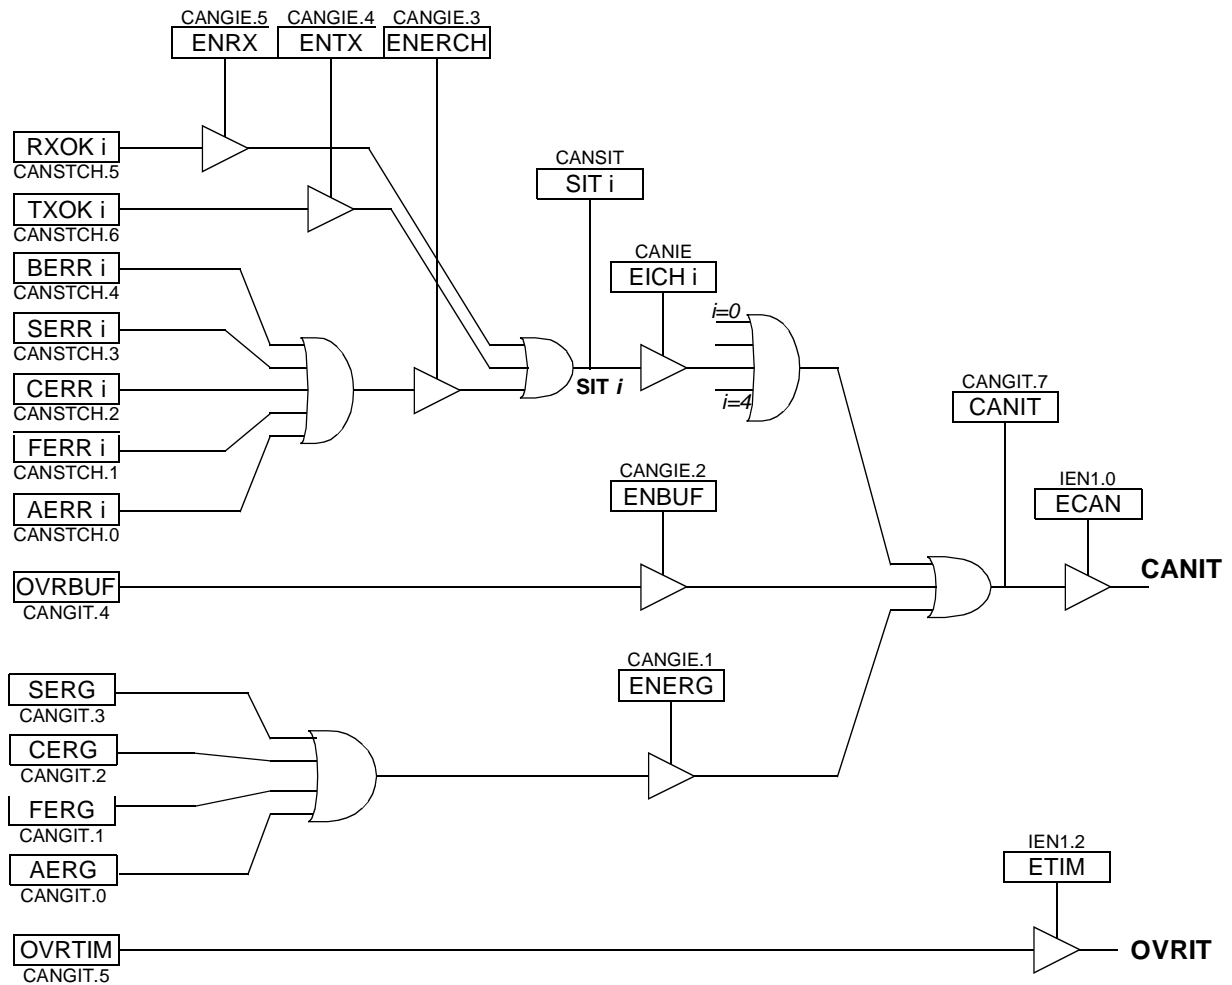 CANGIE.5 CANGIE.4 CANGIE.3
ENRX ENTX ENERCH
RXOK i
CANSTCH.5
TXOK i
CANSTCH.6
BERR i
CANSTCH.4
SERR i
CANSTCH.3
CERR i
CANSTCH.2
FERR i
CANSTCH.1
AERR i
CANSTCH.0
CANSIT
SIT i
SIT i
CANIE
EICH i
i=0
i=4
CANGIT.7
CANIT
CANGIE.2
ENBUF
IEN1.0
ECAN
CANIT
OVRBUF
CANGIT.4
CANGIE.1
ENERG
SERG
CANGIT.3
CERG
CANGIT.2
FERG
CANGIT.1
AERG
CANGIT.0
IEN1.2
ETIM
OVRTIM
CANGIT.5
OVRIT